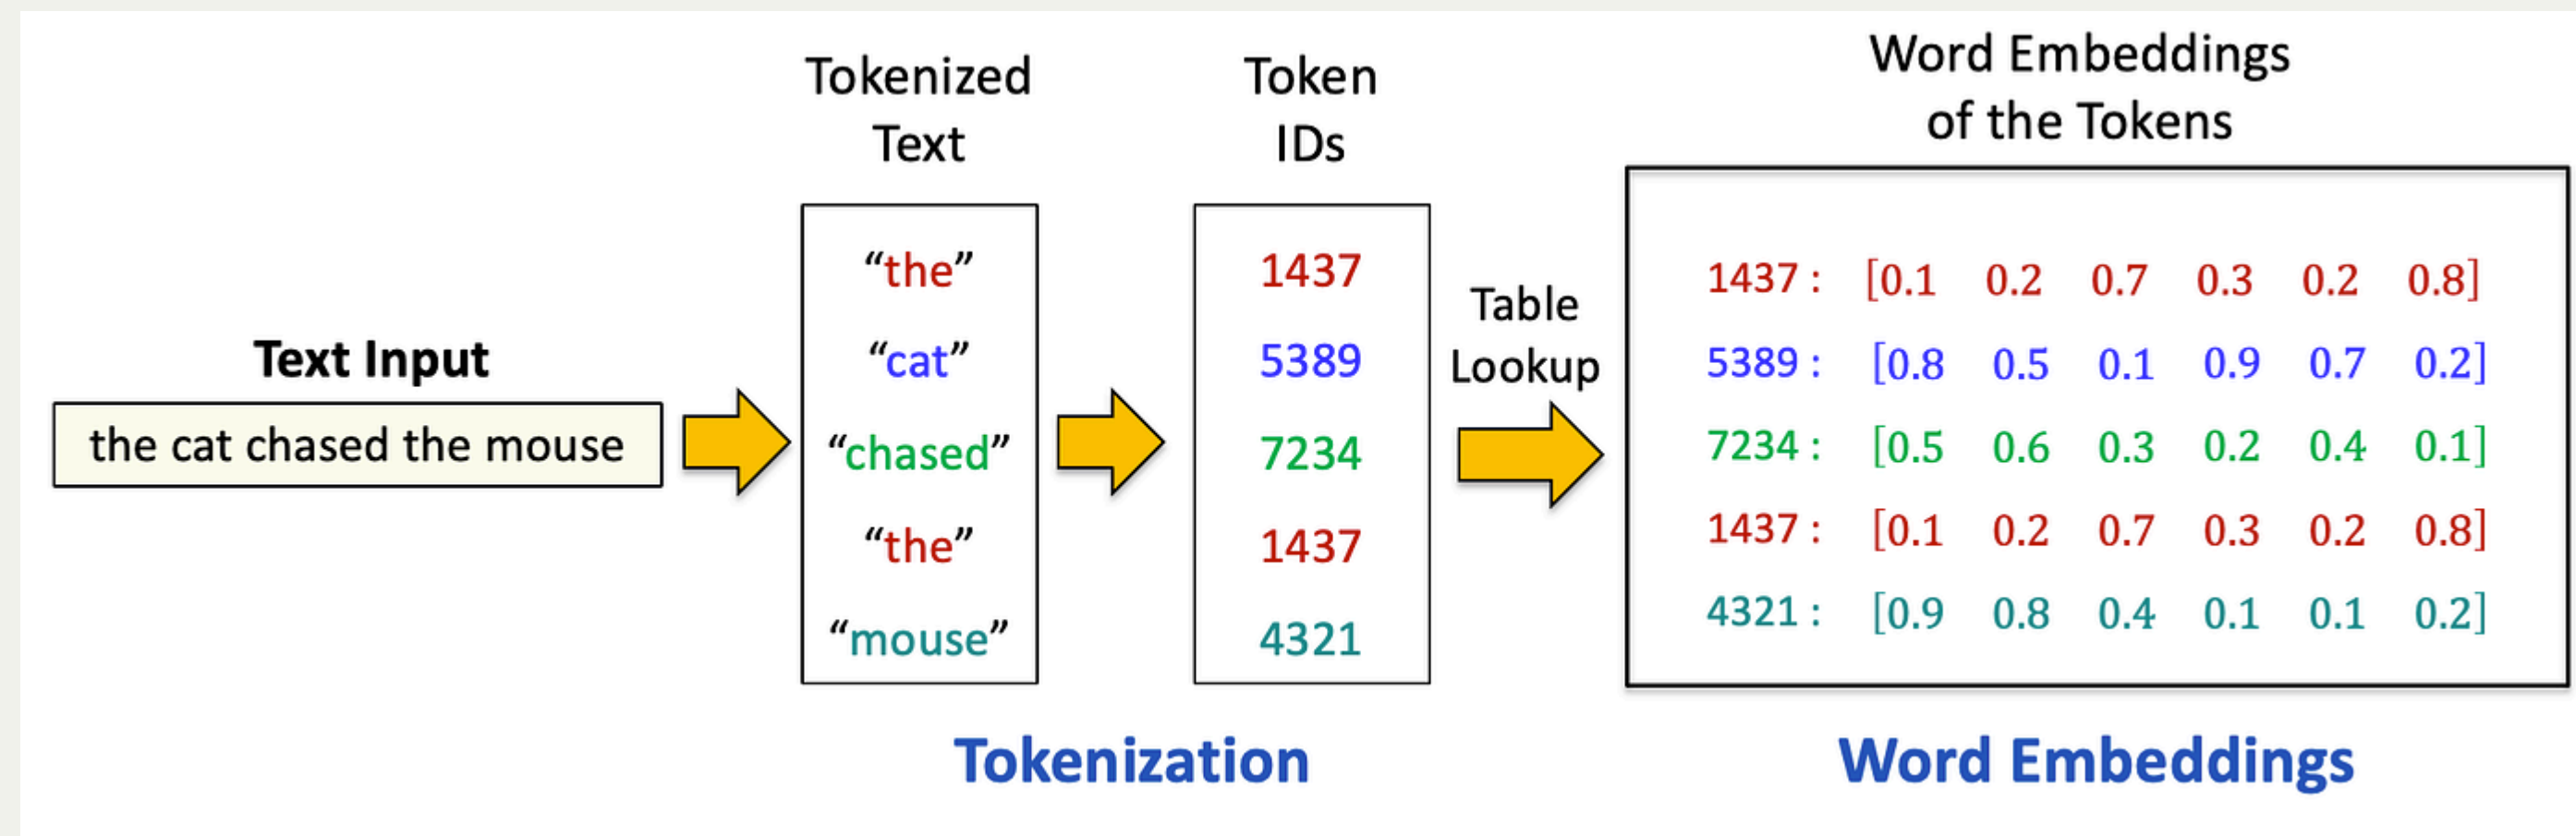 Text Input
the cat chased the mouse
Tokenized
Text
“the”
“cat”
“chased”
“the”
“mouse”
Token
IDs
1437
5389
7234
1437
4321
Tokenization
Table
Lookup
Word Embeddings
of the Tokens
1437 : [0.1 0.2 0.7 0.3 0.2 0.8]
5389 : [0.8 0.5 0.1 0.9 0.7 0.2]
7234 : [0.5 0.6 0.3 0.2 0.4 0.1]
1437 : [0.1 0.2 0.7 0.3 0.2 0.8]
4321 : [0.9 0.8 0.4 0.1 0.1 0.2]
Word Embeddings